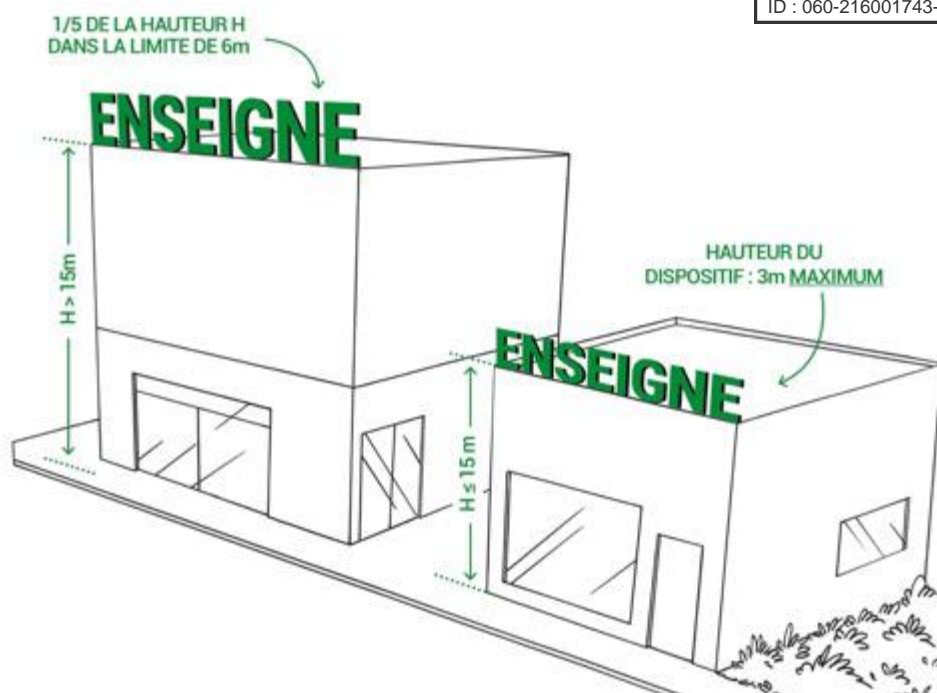 ID : 060-216001743-
1/5 DE LA HAUTEUR H
DANS LA LIMITE DE 6m
ENSEIGNE
H > 15m
HAUTEUR DU
DISPOSITIF : 3m MAXIMUM
ENSEIGNE
H ≤ 15m